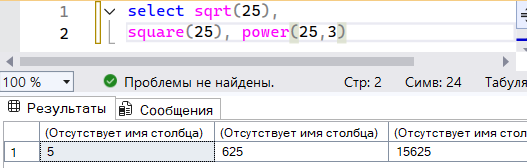 1 select sqrt(25),
2 square(25), power(25,3)
100 % Проблемы не найдены. Стр: 2 Симв: 24 Табуля
Результаты Сообщения
(Отсутствует имя столбца) (Отсутствует имя столбца) (Отсутствует имя столбца)
1 5 625 15625